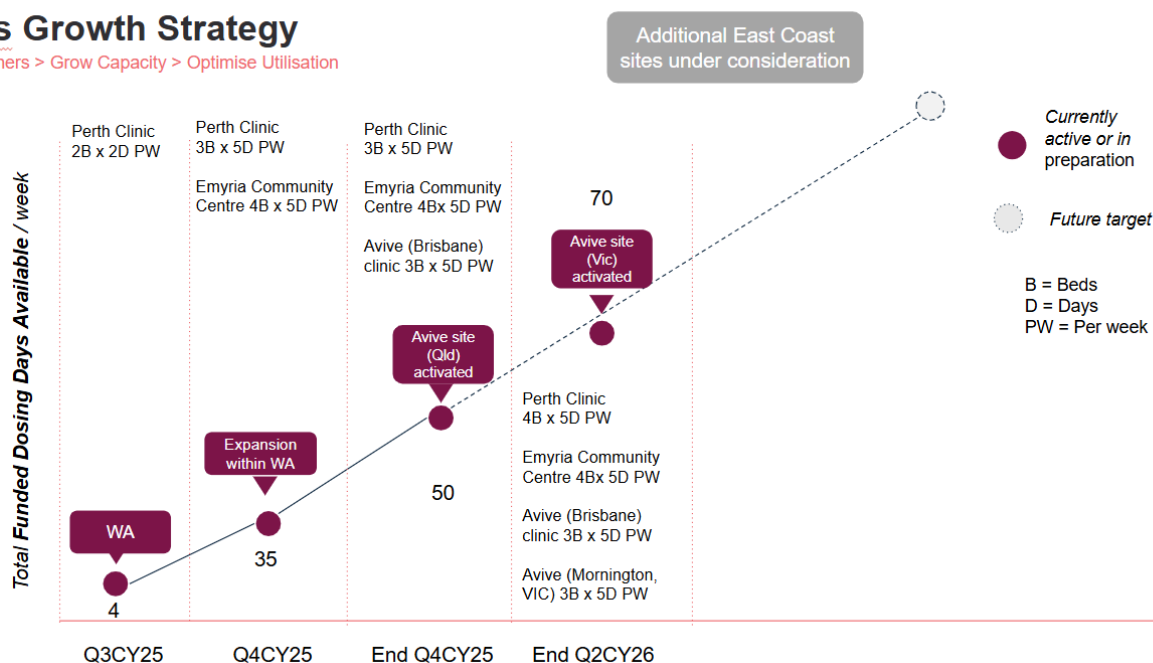 s Growth Strategy
ners > Grow Capacity > Optimise Utilisation
Additional East Coast
sites under consideration
Total Funded Dosing Days Available / week
Perth Clinic
2B x 2D PW
WA
4
Q3CY25
Perth Clinic
3B x 5D PW
Emyria Community
Centre 4B x 5D PW
Expansion
within WA
35
Q4CY25
Perth Clinic
3B x 5D PW
Emyria Community
Centre 4Bx 5D PW
Avive (Brisbane)
clinic 3B x 5D PW
Avive site
(Qld)
activated
50
End Q4CY25
70
Avive site
(Vic)
activated
Perth Clinic
4B x 5D PW
Emyria Community
Centre 4Bx 5D PW
Avive (Brisbane)
clinic 3B x 5D PW
Avive (Mornington,
VIC) 3B x 5D PW
End Q2CY26
Currently
active or in
preparation
Future target
B = Beds
D = Days
PW = Per week